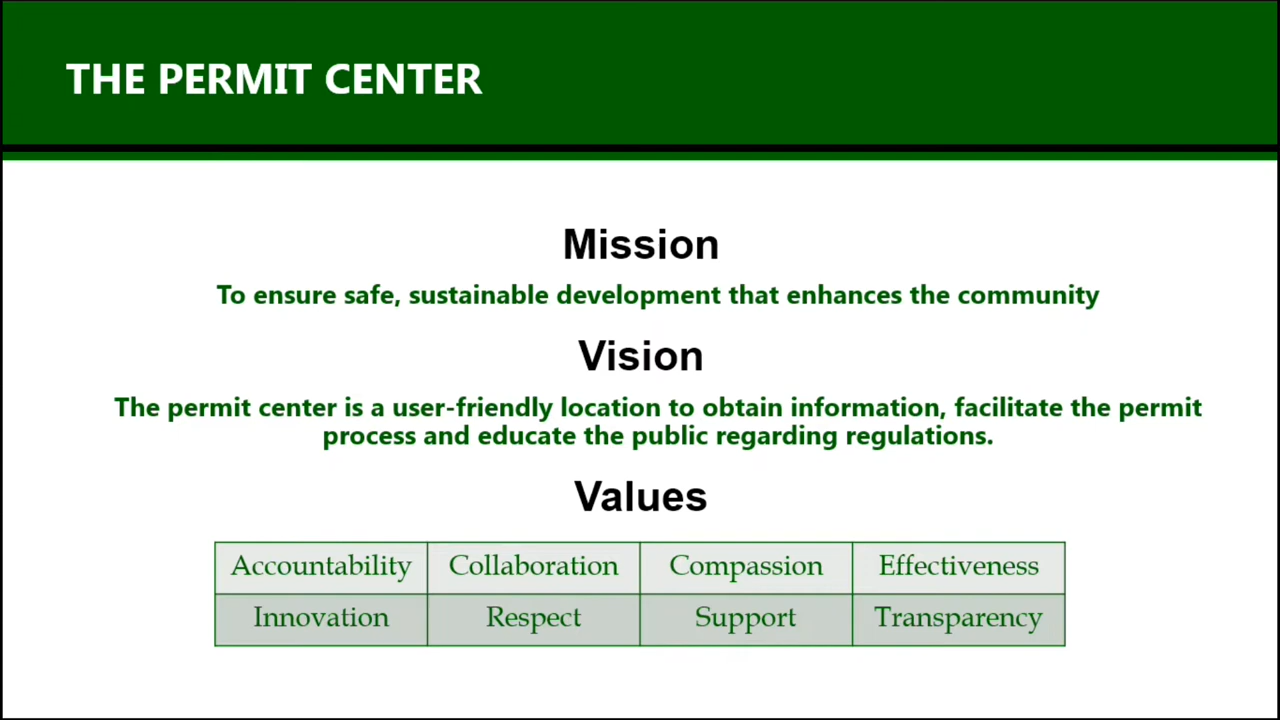 THE PERMIT CENTER
Mission
To ensure safe, sustainable development that enhances the community
Vision
The permit center is a user-friendly location to obtain information, facilitate the permit
process and educate the public regarding regulations.
Values
Accountability Collaboration Compassion Effectiveness
Innovation Respect Support Transparency